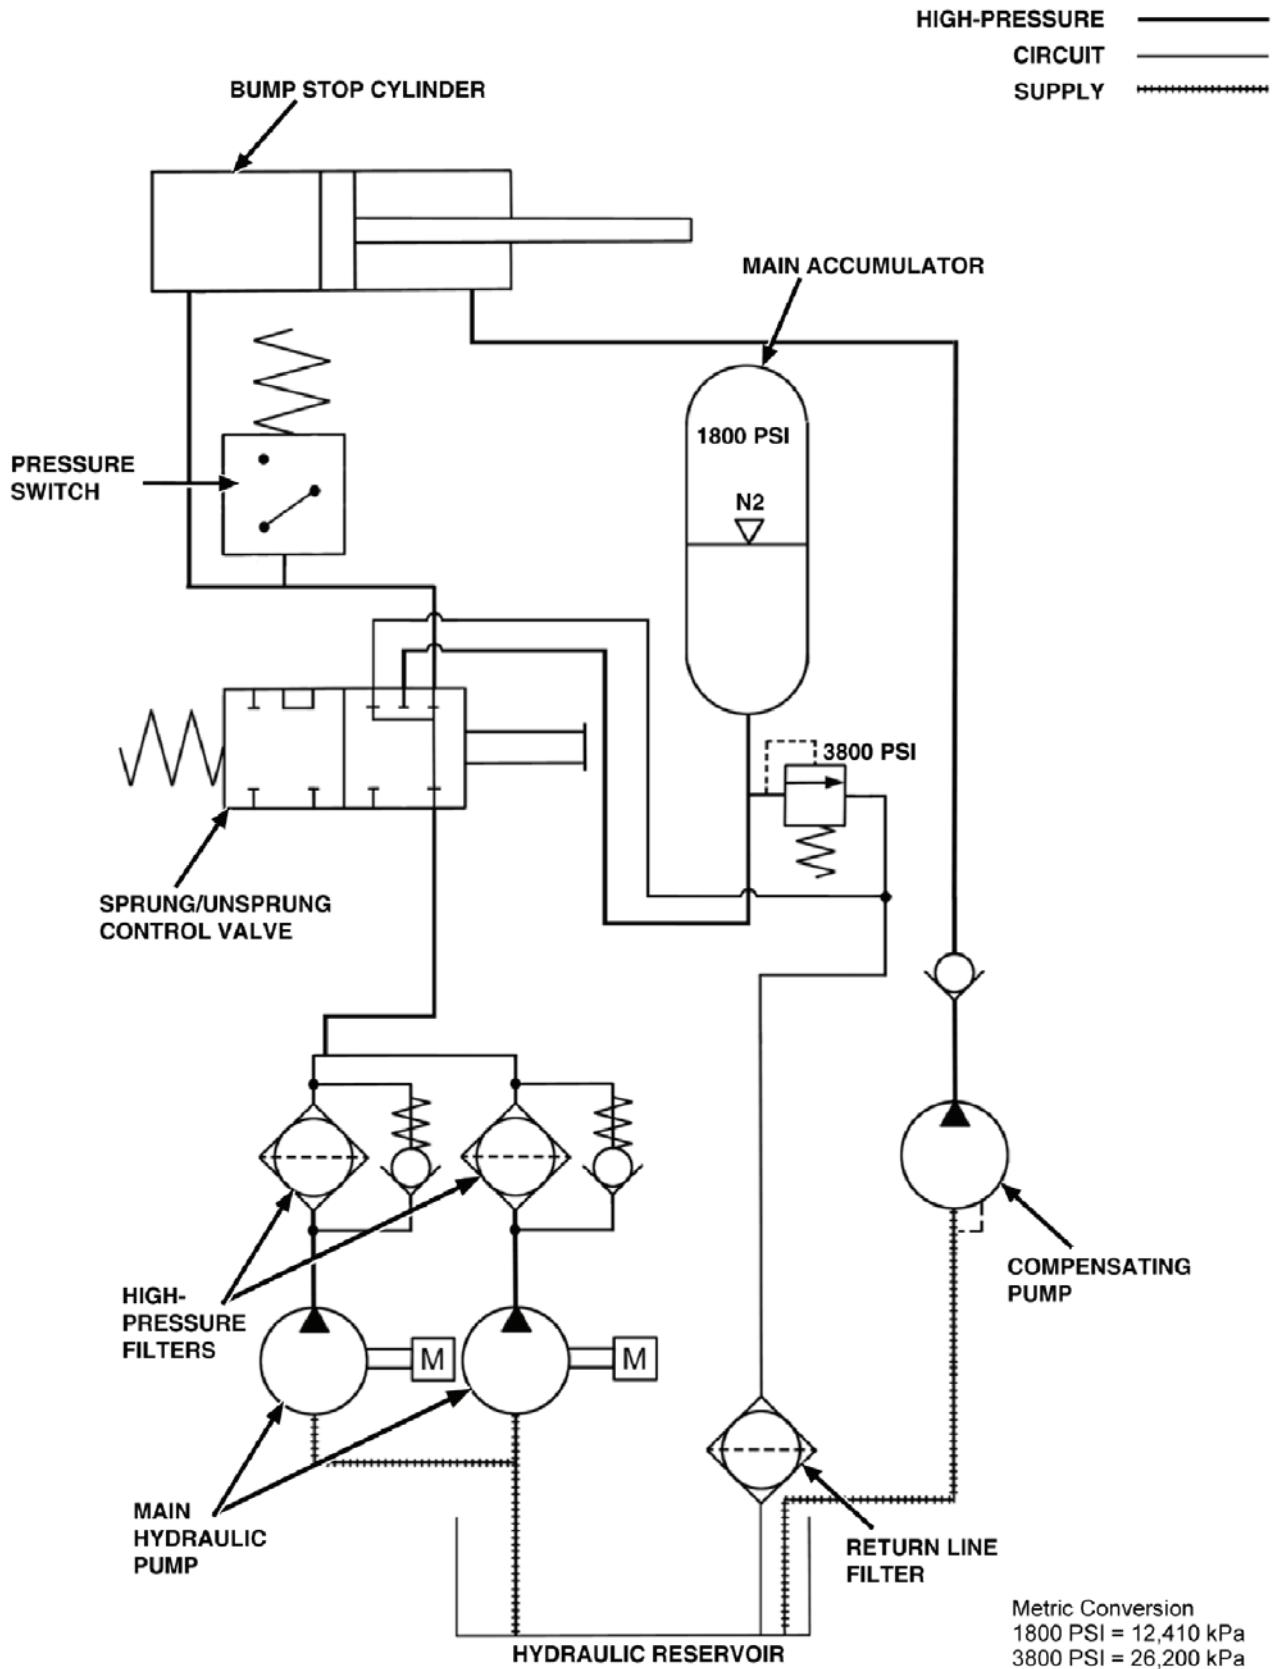 HIGH-PRESSURE
CIRCUIT
SUPPLY
BUMP STOP CYLINDER
MAIN ACCUMULATOR
1800 PSI
PRESSURE
SWITCH
N2
3800 PSI
SPRUNG/UNSPRUNG
CONTROL VALVE
HIGH-
PRESSURE
FILTERS
M
M
COMPENSATING
PUMP
MAIN
HYDRAULIC
PUMP
RETURN LINE
FILTER
HYDRAULIC RESERVOIR
Metric Conversion
1800 PSI = 12,410 kPa
3800 PSI = 26,200 kPa